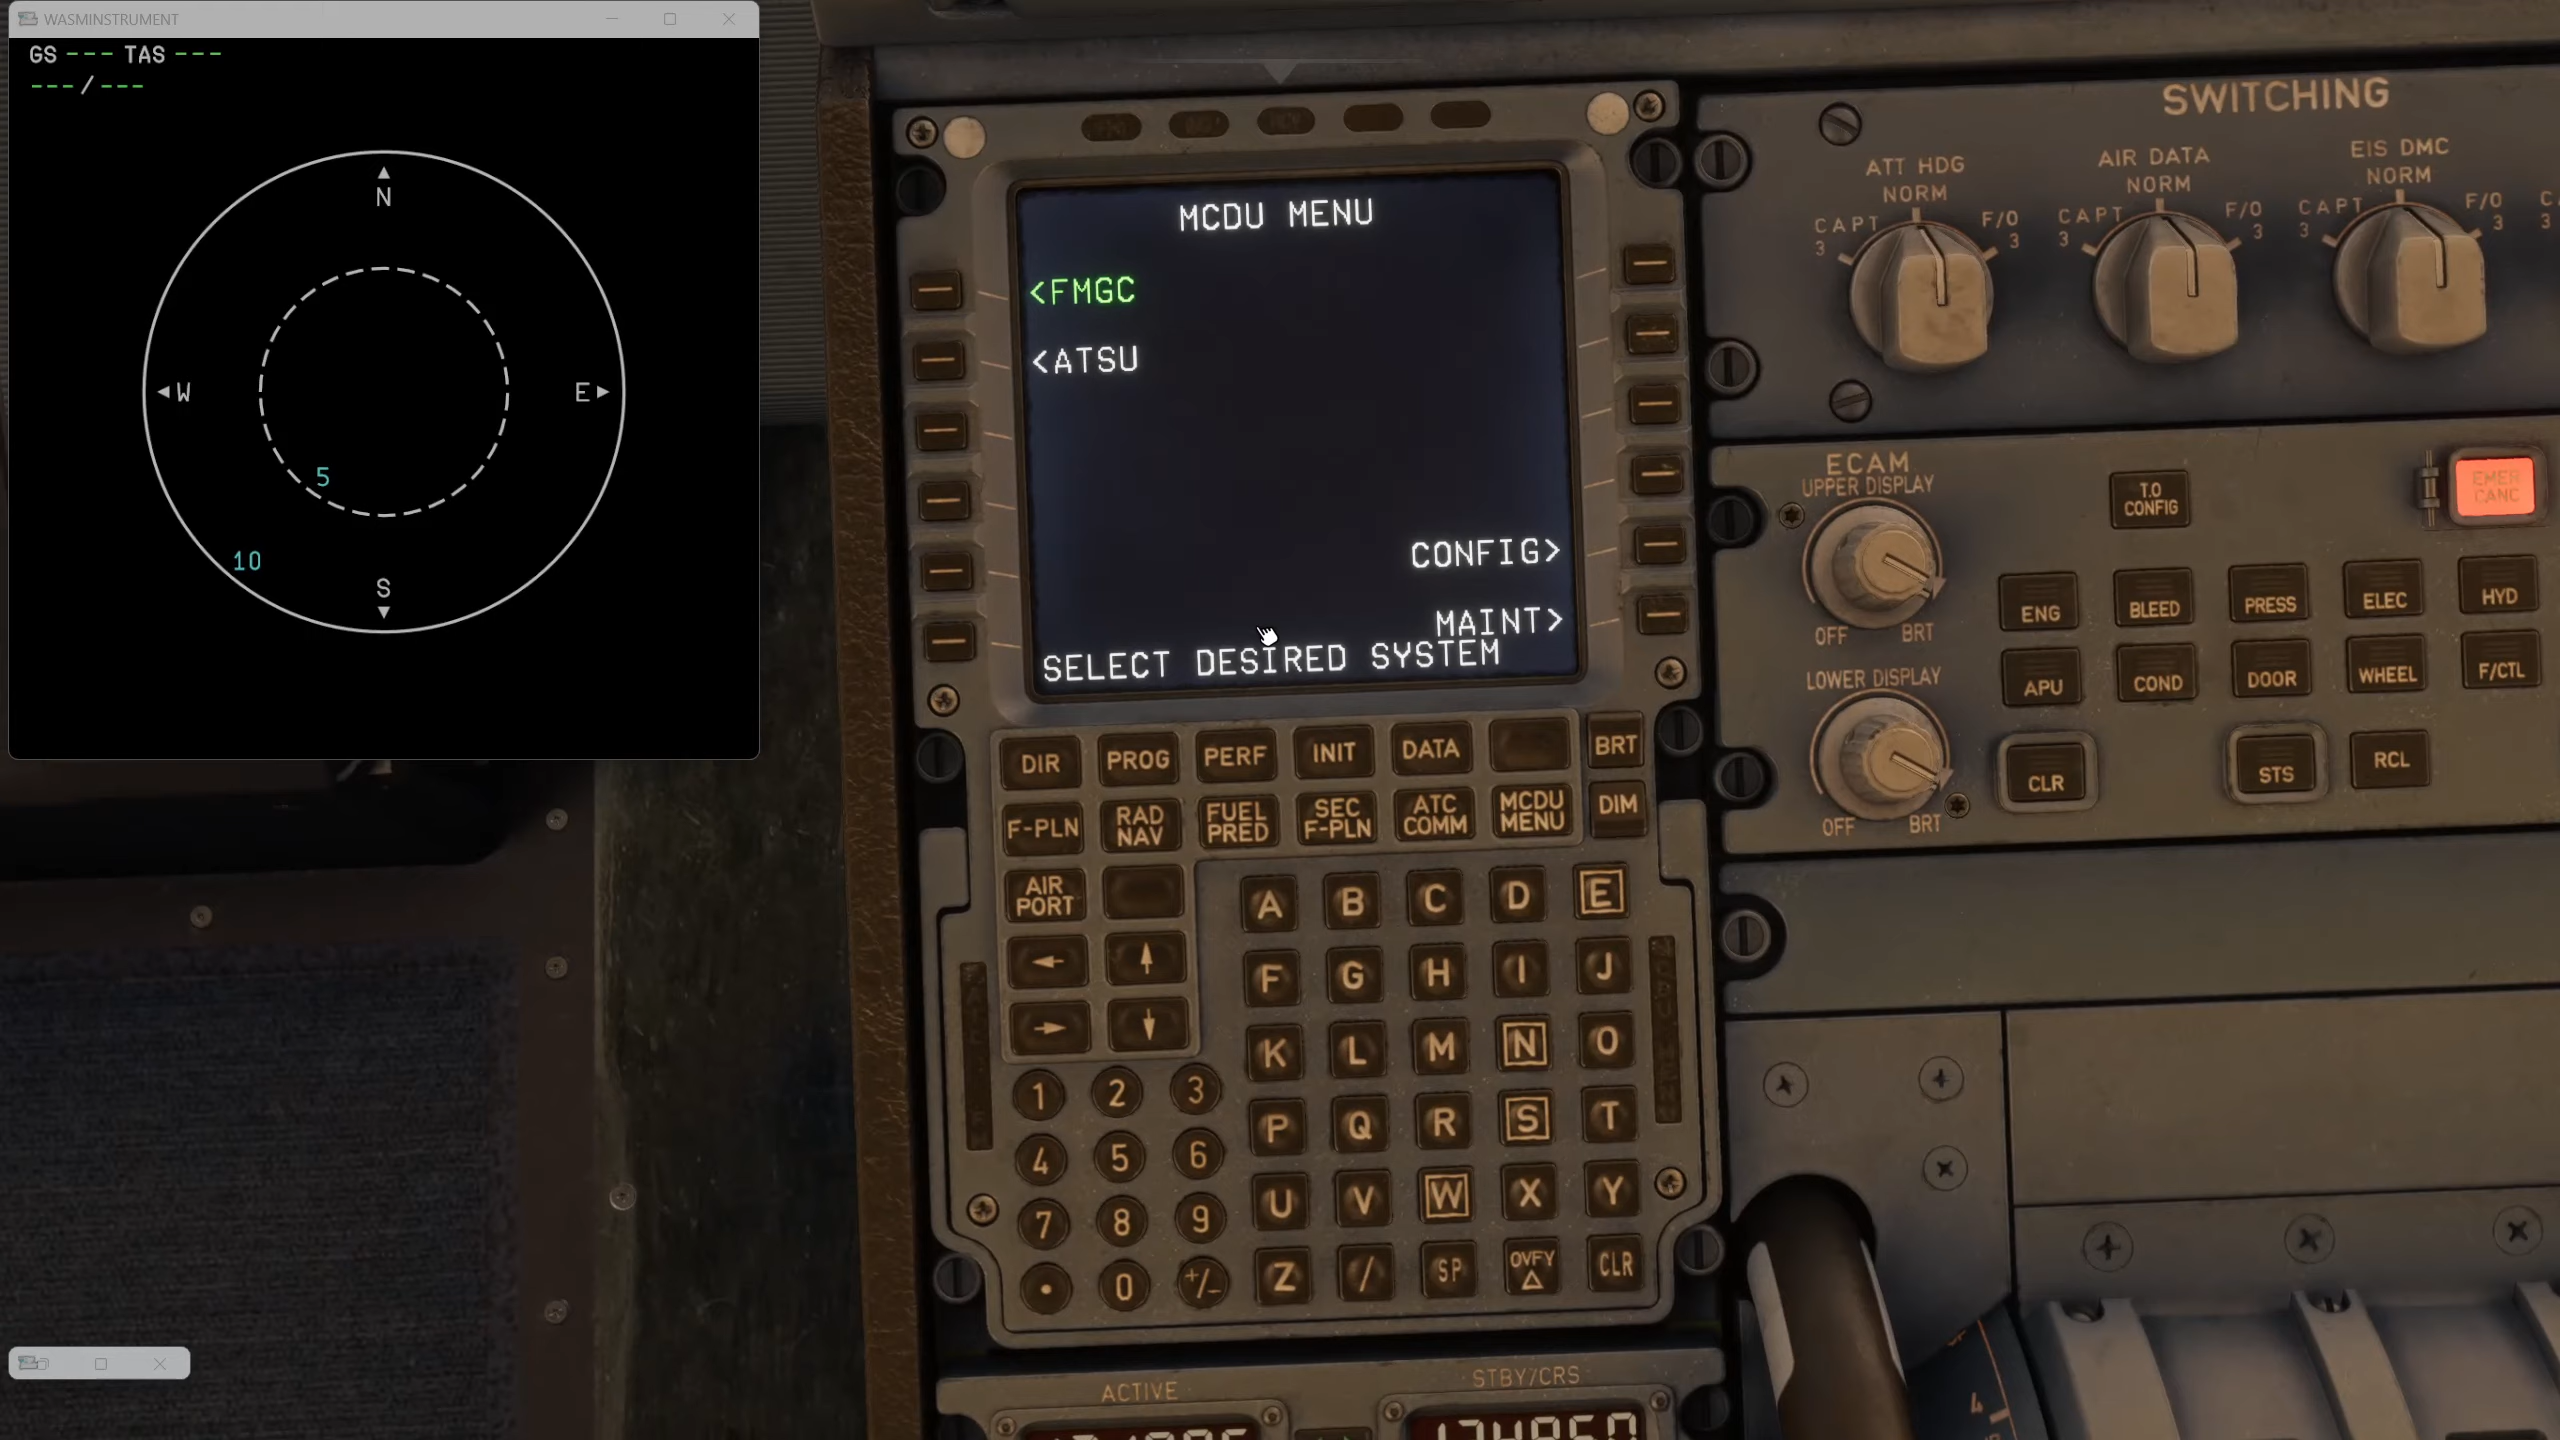 WASMINSTRUMENT
GS --- TAS ---
---/---
N
W
E
5
10
S
MCDU MENU
<FMGC
<ATSU
CONFIG>
MAINT>
SELECT DESIRED SYSTEM
DIR PROG PERF INIT DATA BRT
F-PLN RAD NAV FUEL PRED SEC F-PLN ATC COMM MCDU MENU DIM
AIR PORT
← ↑
→ ↓
A B C D E
F G H I J
K L M N O
P Q R S T
U V W X Y
Z / SP OVFY △ CLR
1 2 3
4 5 6
7 8 9
. 0 +/-
ACTIVE
STBY/CRS
SWITCHING
ATT HDG
NORM
CAPT 3
F/O 3
AIR DATA
NORM
CAPT 3
F/O 3
EIS DMC
NORM
CAPT 3
F/O 3
ECAM
UPPER DISPLAY
OFF BRT
LOWER DISPLAY
OFF BRT
T.O CONFIG
EMER CANC
ENG BLEED PRESS ELEC HYD
APU COND DOOR WHEEL F/CTL
CLR STS RCL
4